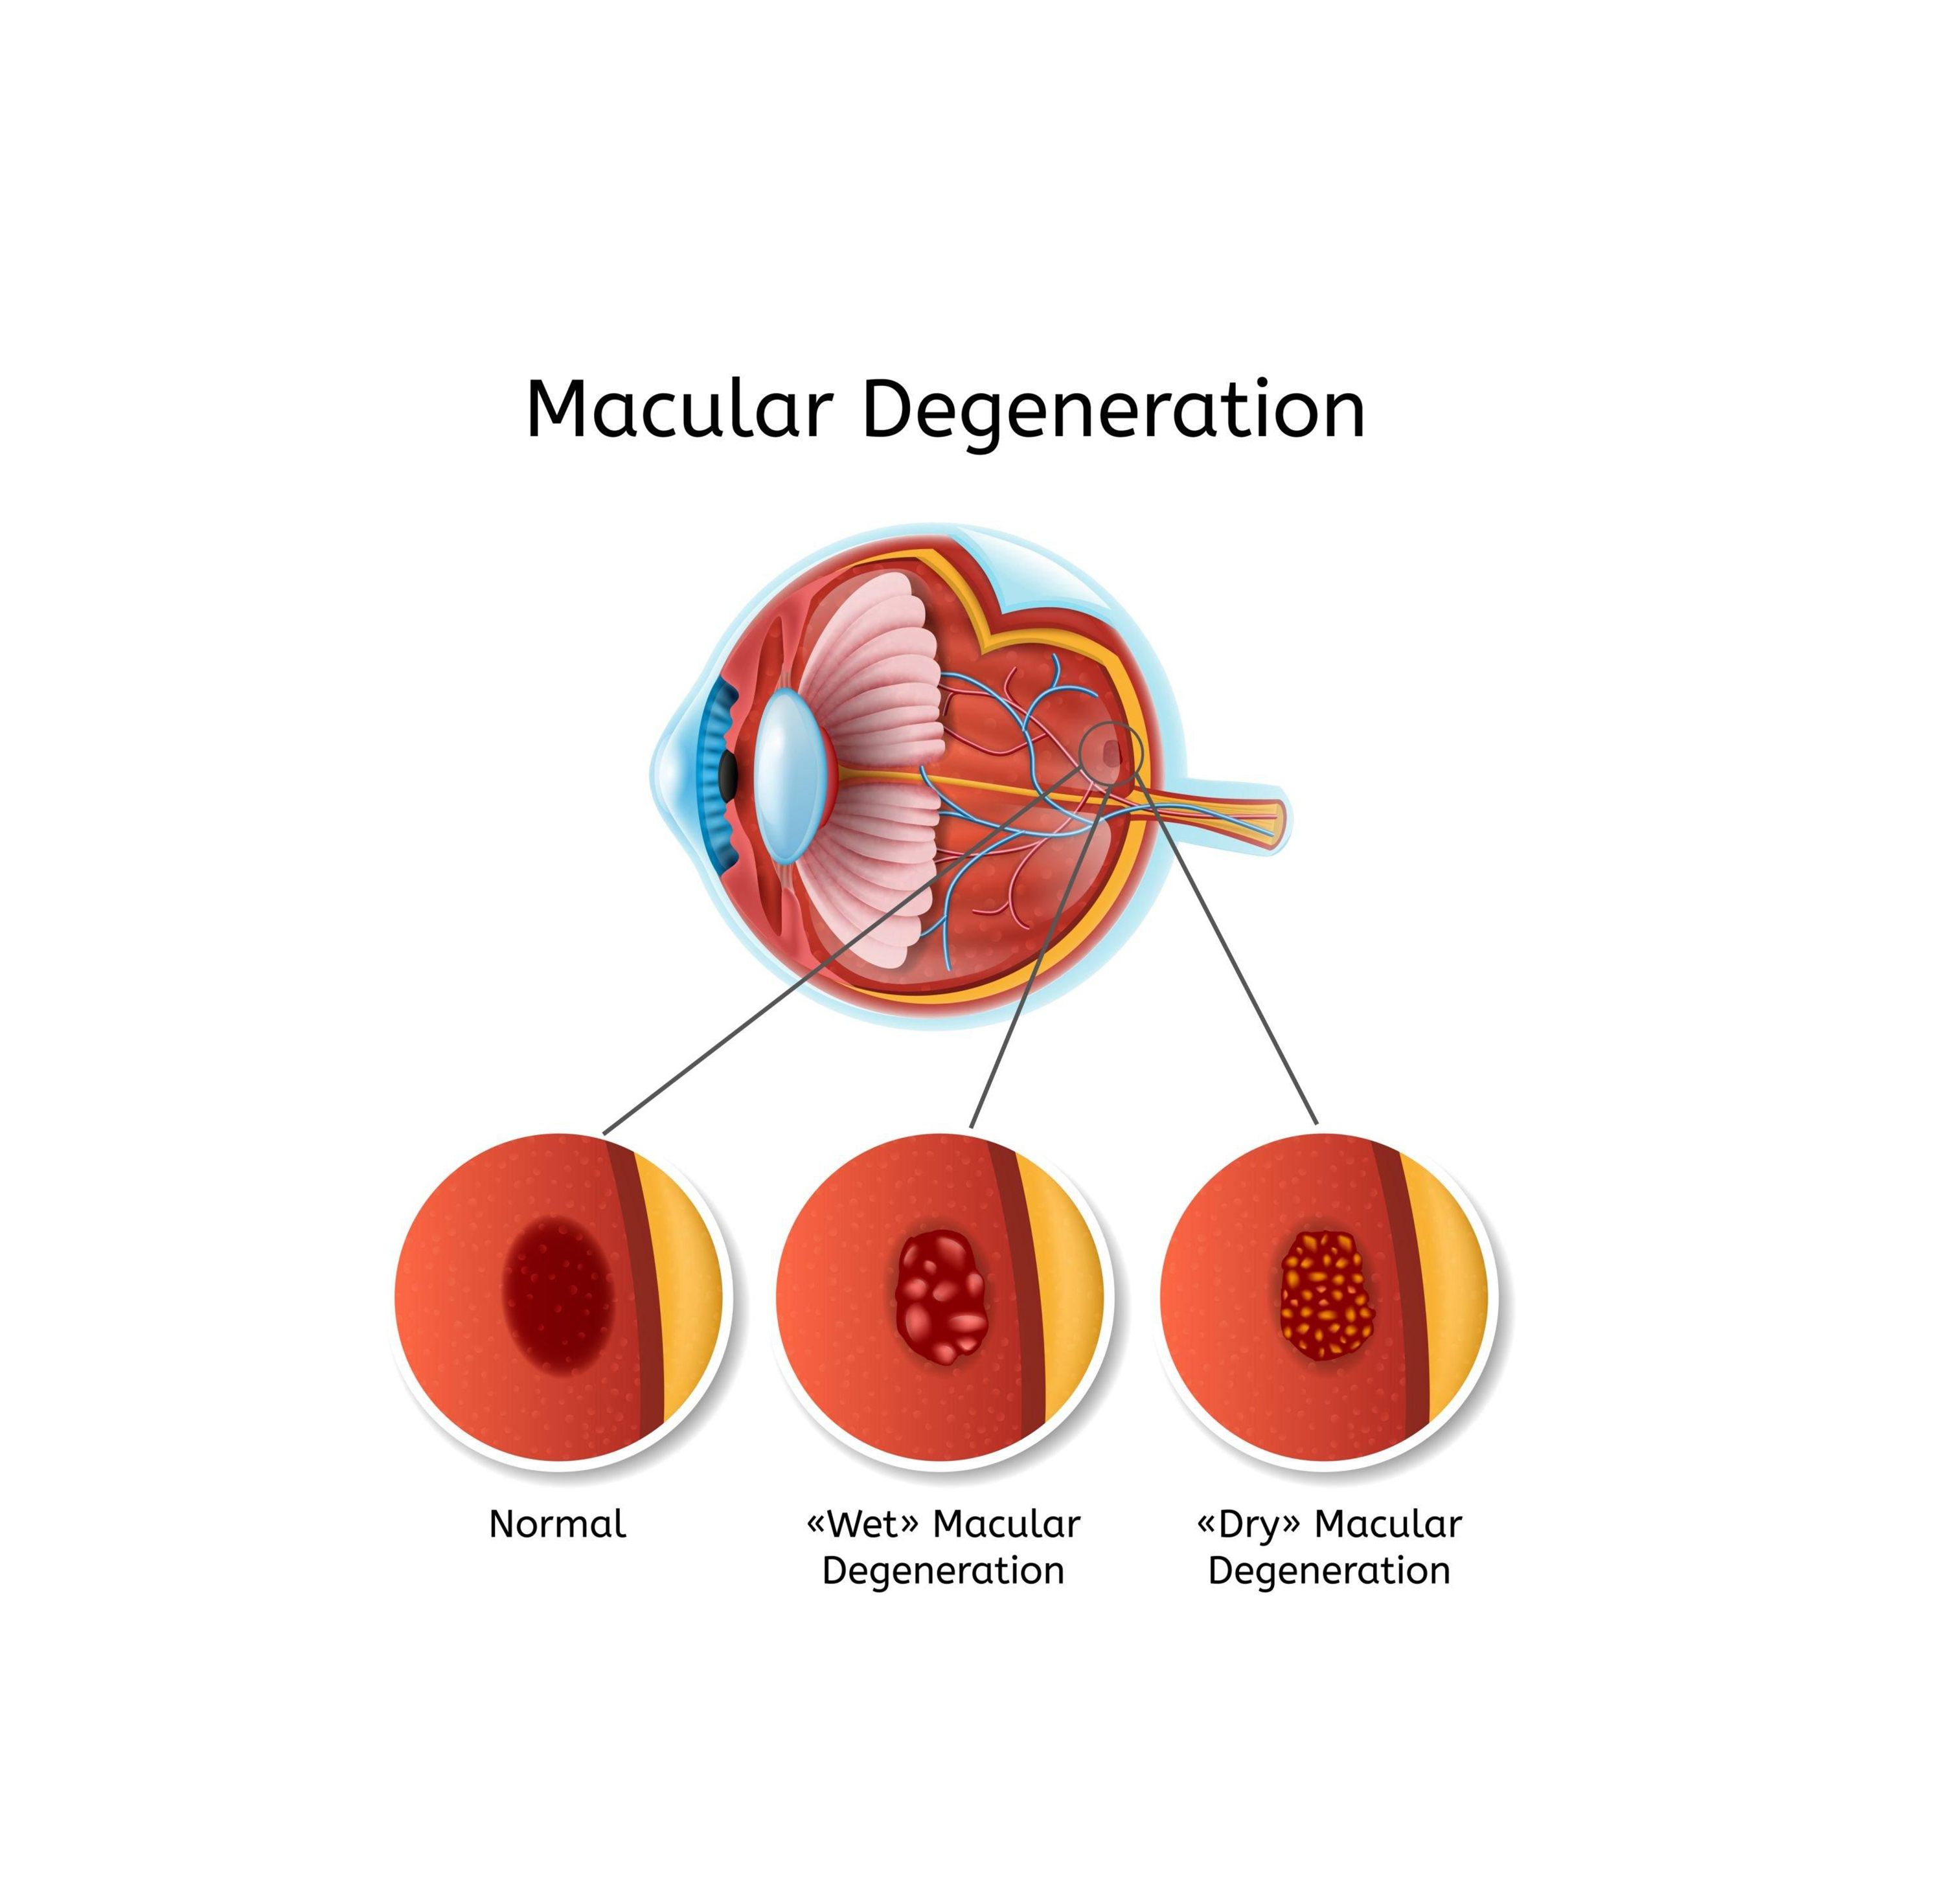 Macular Degeneration
Normal
«Wet» Macular
Degeneration
«Dry» Macular
Degeneration